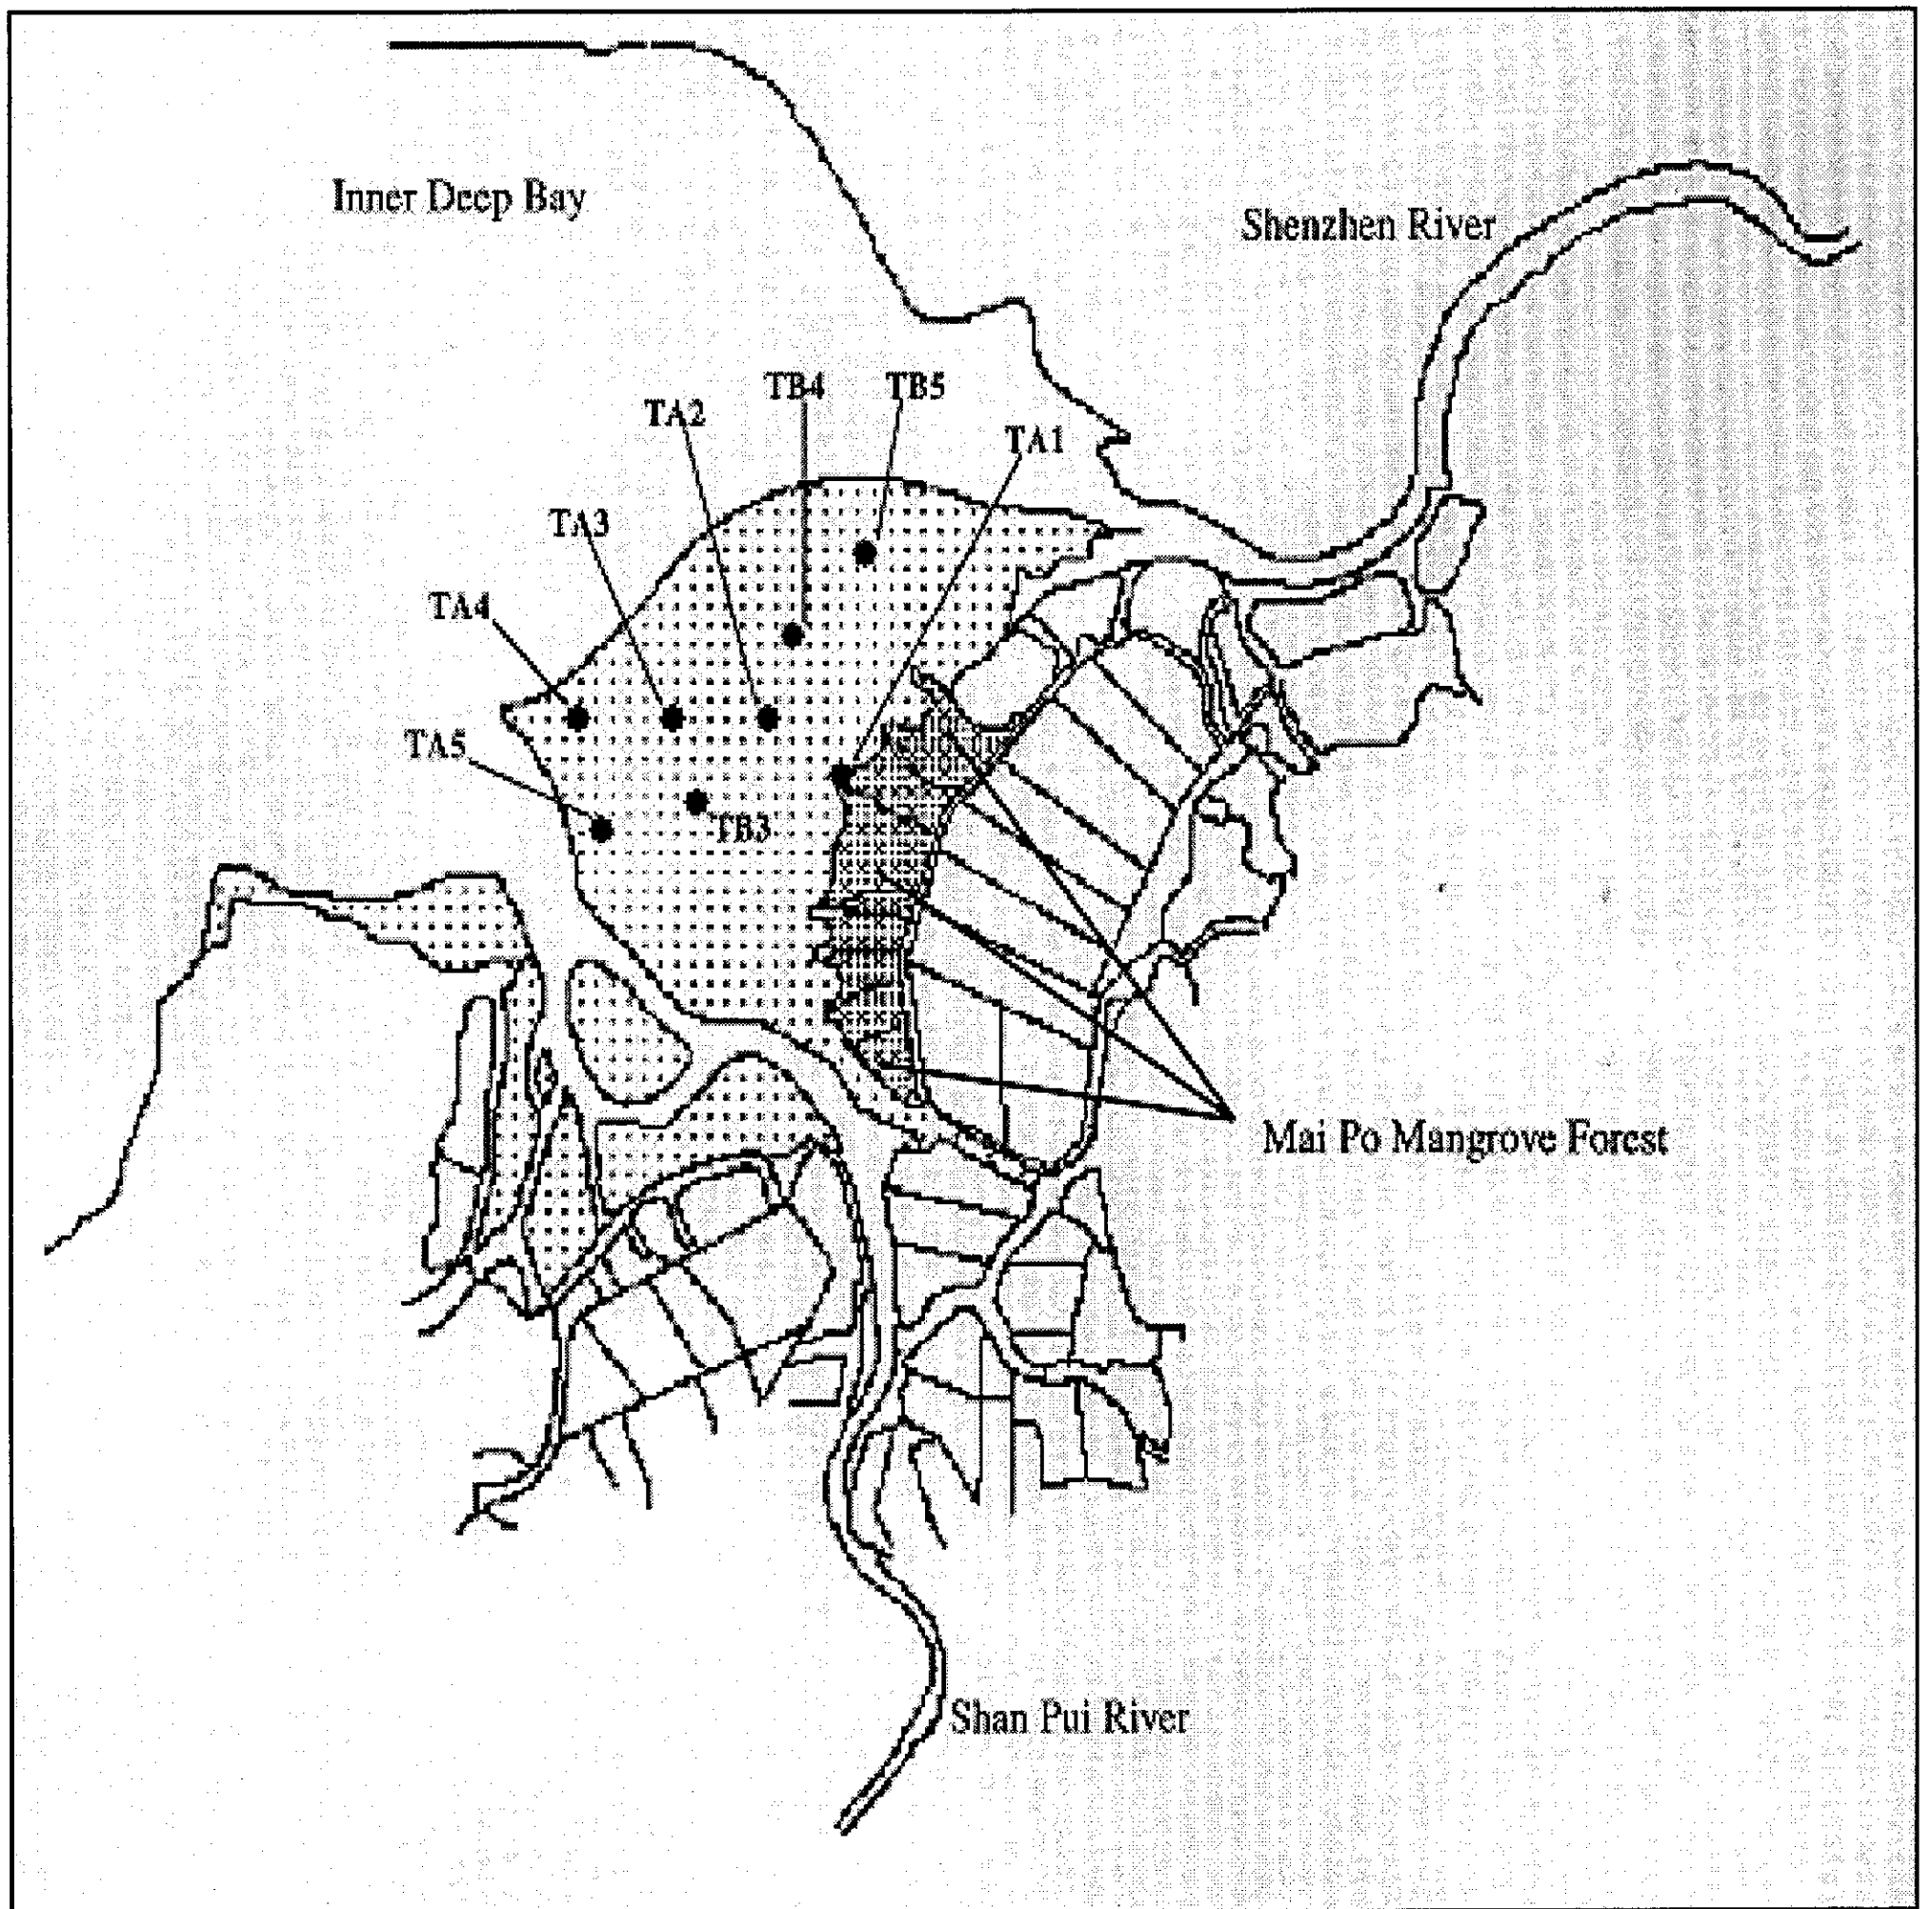 Inner Deep Bay
Shenzhen River
TB4
TB5
TA2
TA1
TA3
TA4
TA5
TB3
Mai Po Mangrove Forest
Shan Pui River